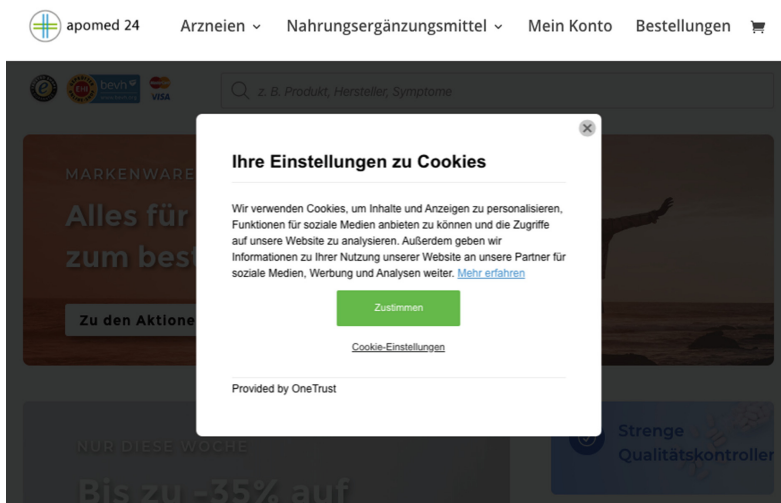 apomed 24
Arzneien
Nahrungsergänzungsmittel
Mein Konto
Bestellungen
EHI
bevh
VISA
z. B. Produkt, Hersteller, Symptome
MARKENWARE
Alles für
zum best
Zu den Aktione
Ihre Einstellungen zu Cookies
Wir verwenden Cookies, um Inhalte und Anzeigen zu personalisieren,
Funktionen für soziale Medien anbieten zu können und die Zugriffe
auf unsere Website zu analysieren. Außerdem geben wir
Informationen zu Ihrer Nutzung unserer Website an unsere Partner für
soziale Medien, Werbung und Analysen weiter. Mehr erfahren
Zustimmen
Cookie-Einstellungen
Provided by OneTrust
NUR DIESE WOCHE
Bis zu -35% auf
Strenge
Qualitätskontroller